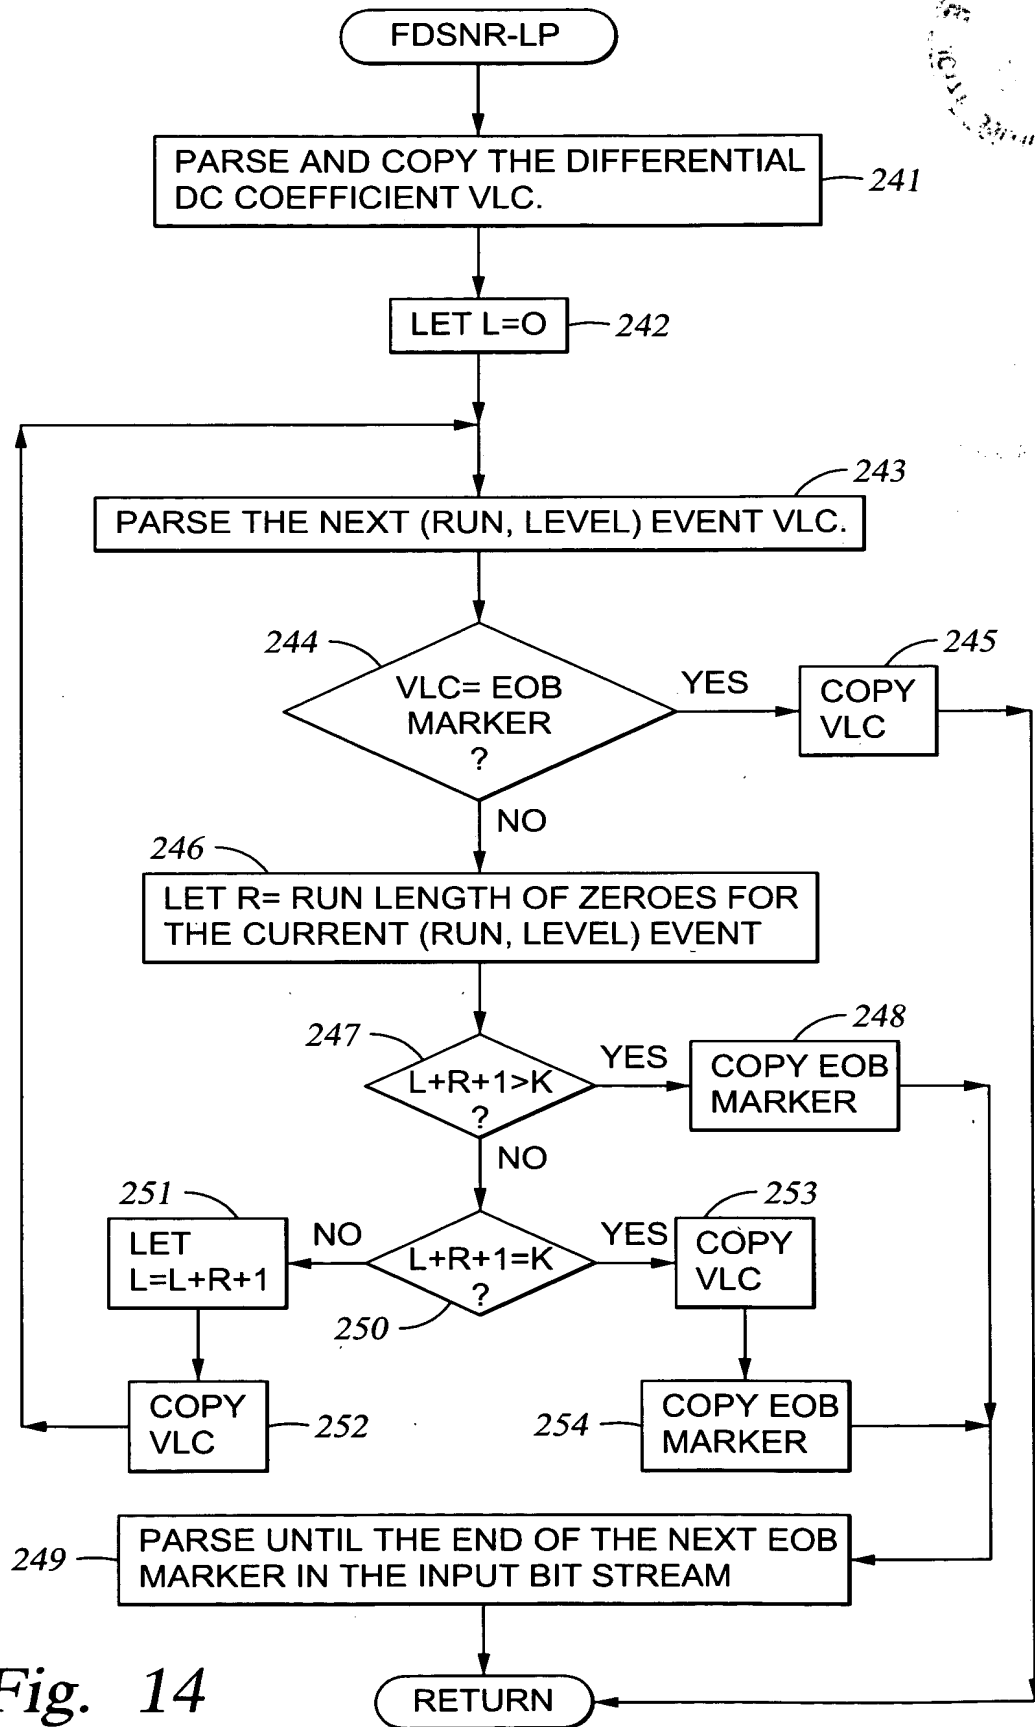 FDSNR-LP
PARSE AND COPY THE DIFFERENTIAL
DC COEFFICIENT VLC.
241
LET L=O
242
243
PARSE THE NEXT (RUN, LEVEL) EVENT VLC.
244
VLC= EOB
MARKER
?
YES
245
COPY
VLC
NO
246
LET R= RUN LENGTH OF ZEROES FOR
THE CURRENT (RUN, LEVEL) EVENT
247
L+R+1>K
?
YES
248
COPY EOB
MARKER
NO
251
LET
L=L+R+1
NO
L+R+1=K
?
250
YES
253
COPY
VLC
COPY
VLC
252
254
COPY EOB
MARKER
249
PARSE UNTIL THE END OF THE NEXT EOB
MARKER IN THE INPUT BIT STREAM
RETURN
Fig. 14